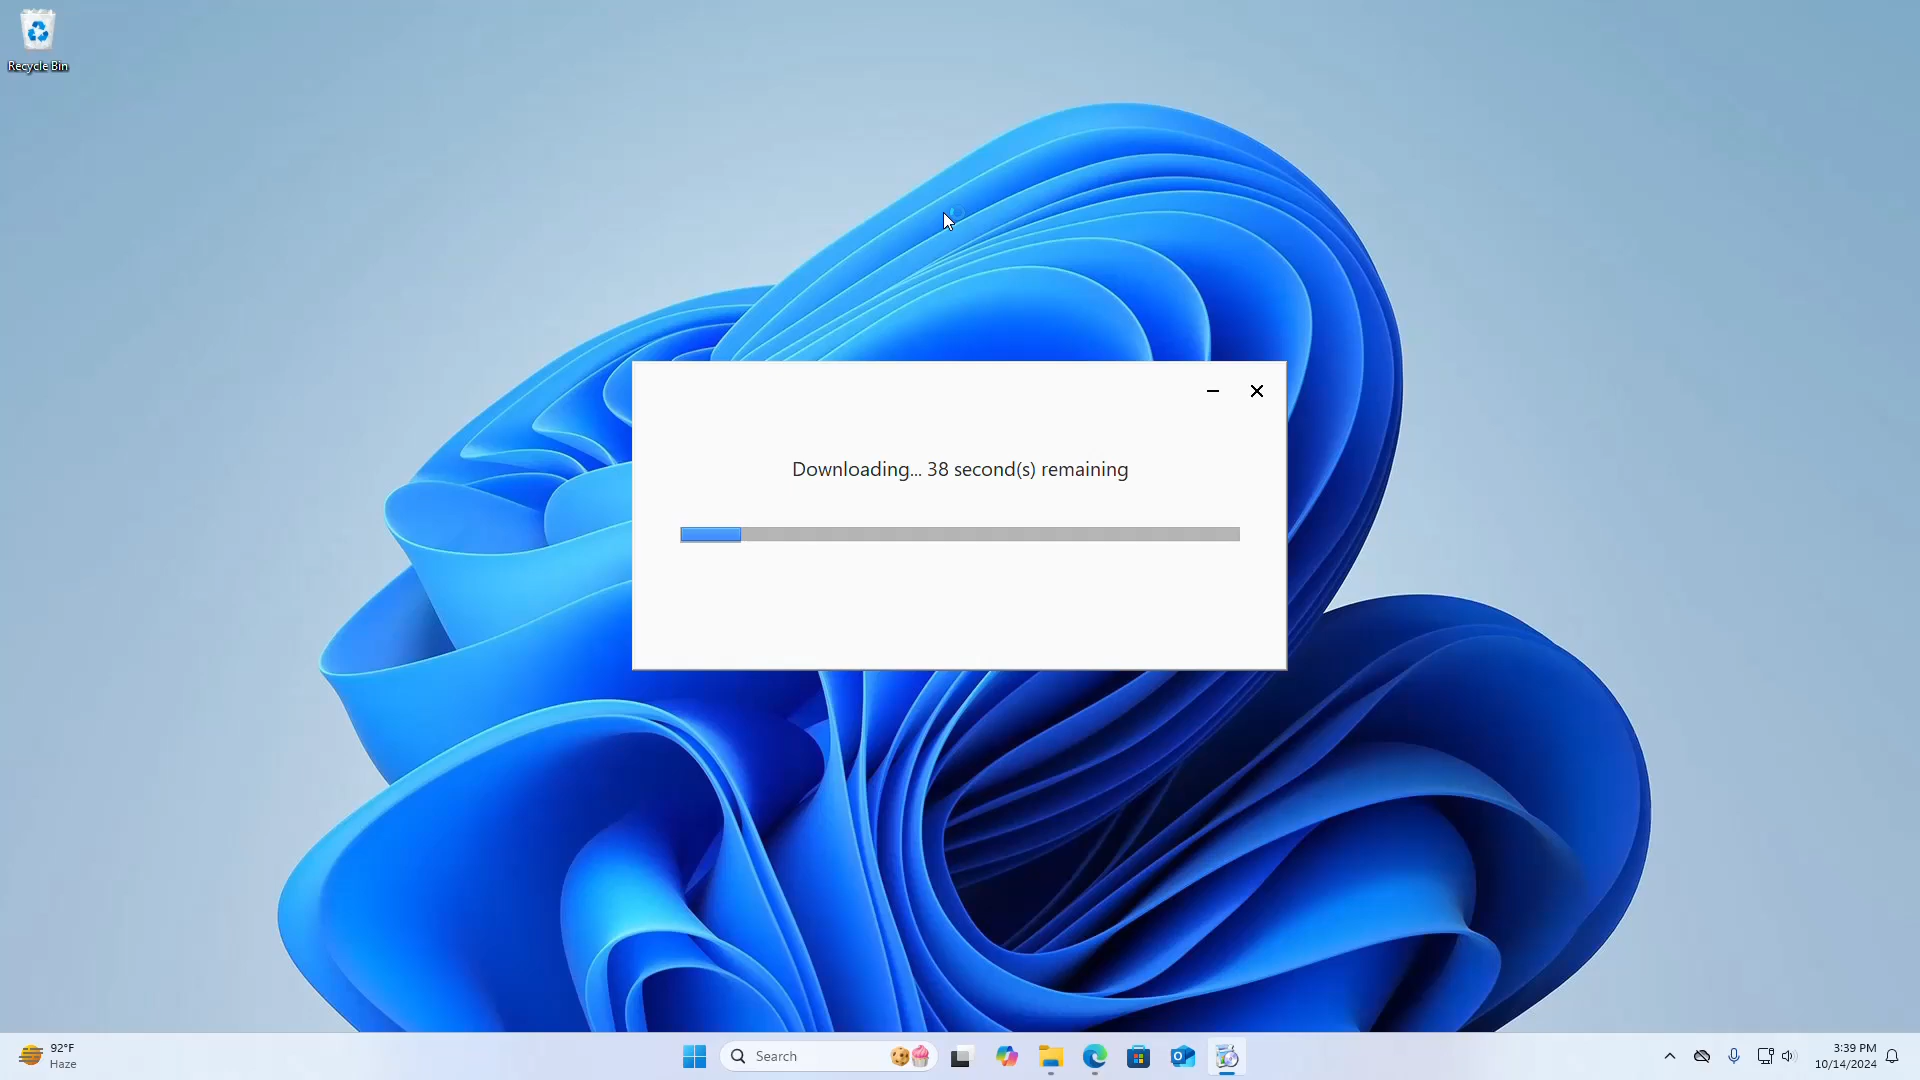 Recycle Bin
Downloading... 38 second(s) remaining
92°F
Haze
Search
3:39 PM
10/14/2024